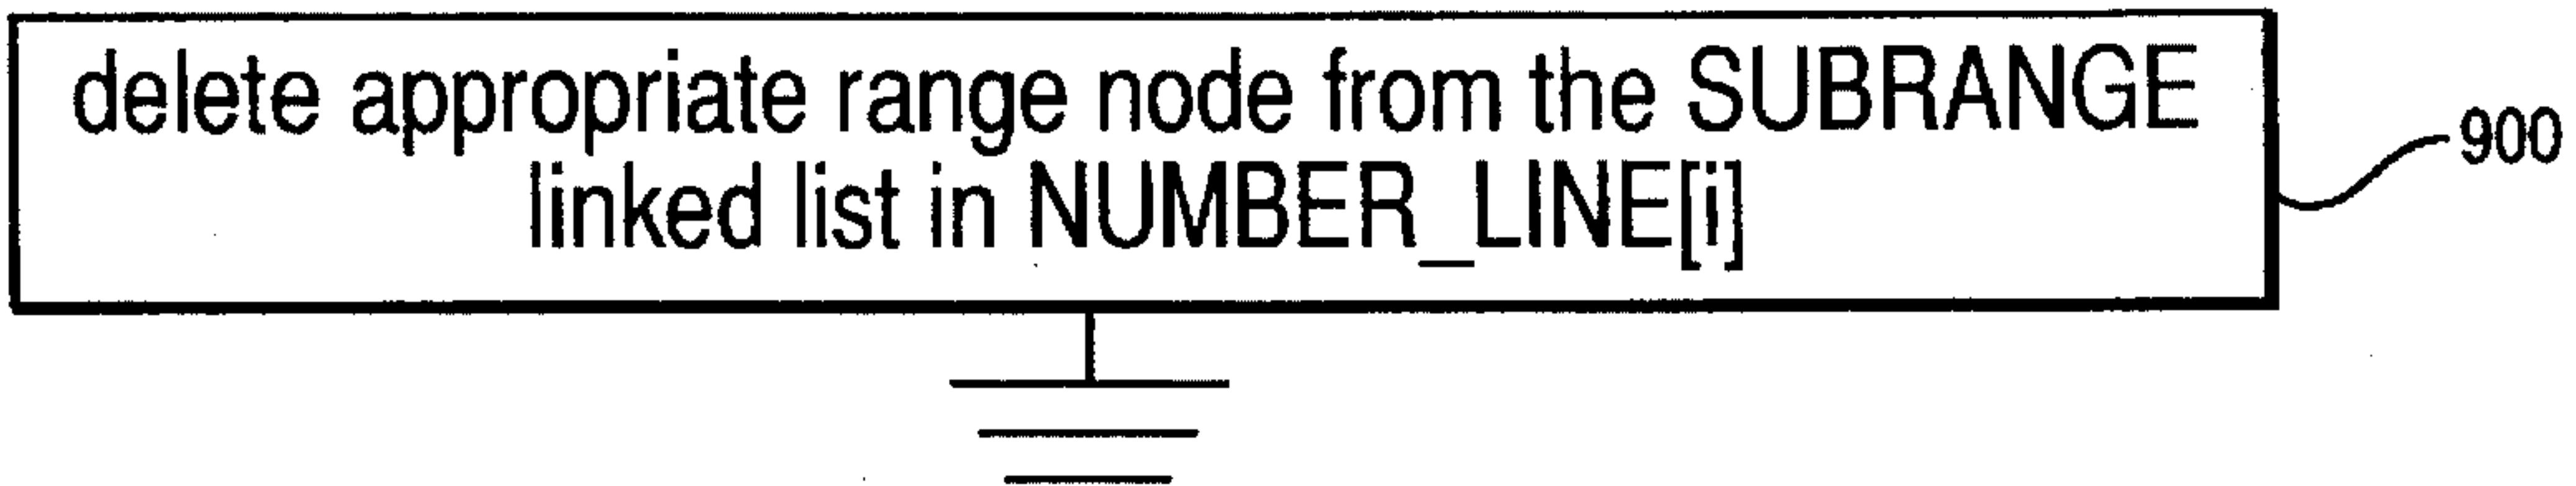 delete appropriate range node from the SUBRANGE
linked list in NUMBER_LINE[i]
900